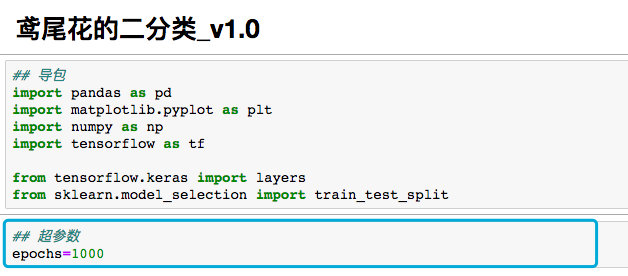 鸢尾花的二分类_v1.0
## 导包
import pandas as pd
import matplotlib.pyplot as plt
import numpy as np
import tensorflow as tf
from tensorflow.keras import layers
from sklearn.model_selection import train_test_split
## 超参数
epochs=1000